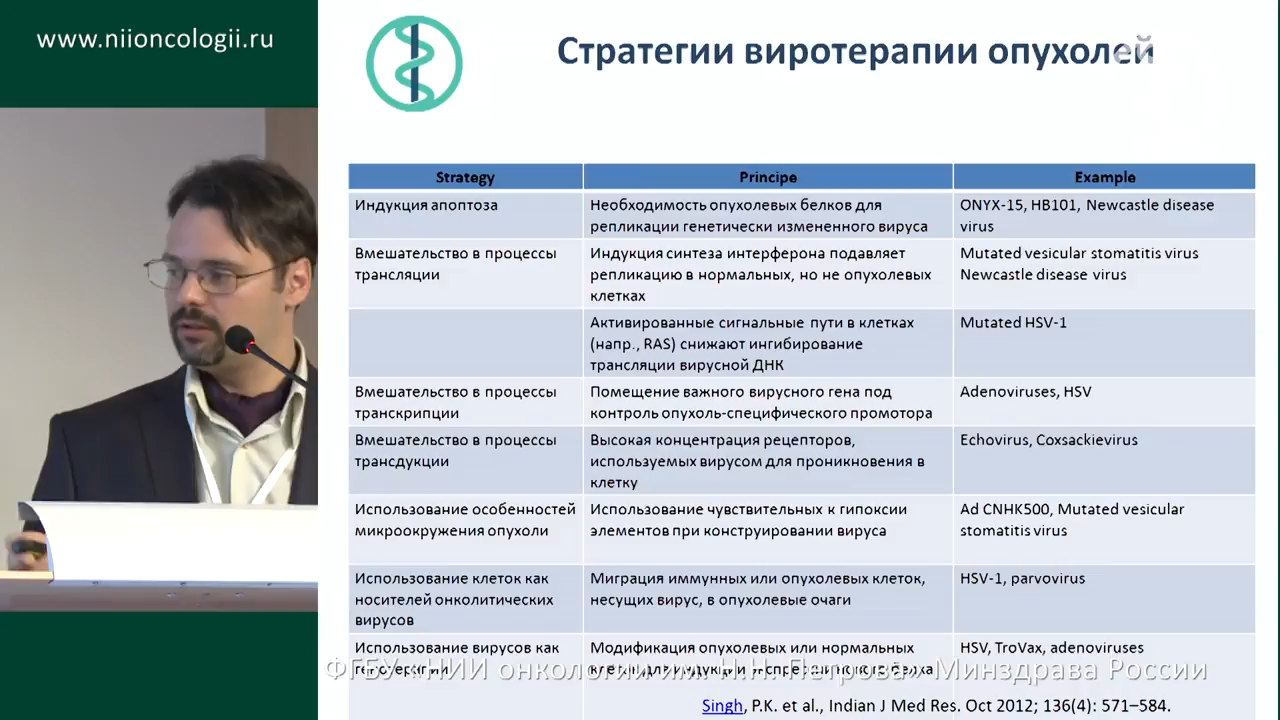 www.niioncologii.ru
Стратегии виротерапии опухолей
Strategy Principe Example
Индукция апоптоза
Необходимость опухолевых белков для
репликации генетически измененного вируса
ONYX-15, HB101, Newcastle disease
virus
Вмешательство в процессы
трансляции
Индукция синтеза интерферона подавляет
репликацию в нормальных, но не опухолевых
клетках
Mutated vesicular stomatitis virus
Newcastle disease virus
Активированные сигнальные пути в клетках
(напр., RAS) снижают ингибирование
трансляции вирусной ДНК
Mutated HSV-1
Вмешательство в процессы
транскрипции
Помещение важного вирусного гена под
контроль опухоль-специфического промотора
Adenoviruses, HSV
Вмешательство в процессы
трансдукции
Высокая концентрация рецепторов,
используемых вирусом для проникновения в
клетку
Echovirus, Coxsackievirus
Использование особенностей
микроокружения опухоли
Использование чувствительных к гипоксии
элементов при конструировании вируса
Ad CNHK500, Mutated vesicular
stomatitis virus
Использование клеток как
носителей онколитических
вирусов
Миграция иммунных или опухолевых клеток,
несущих вирус, в опухолевые очаги
HSV-1, parvovirus
Использование вирусов как
Модификация опухолевых или нормальных
HSV, TroVax, adenoviruses
ФГБУ «НИИ онкологии им. Н.Н. Петрова» Минздрава России
Singh, P.K. et al., Indian J Med Res. Oct 2012; 136(4): 571–584.